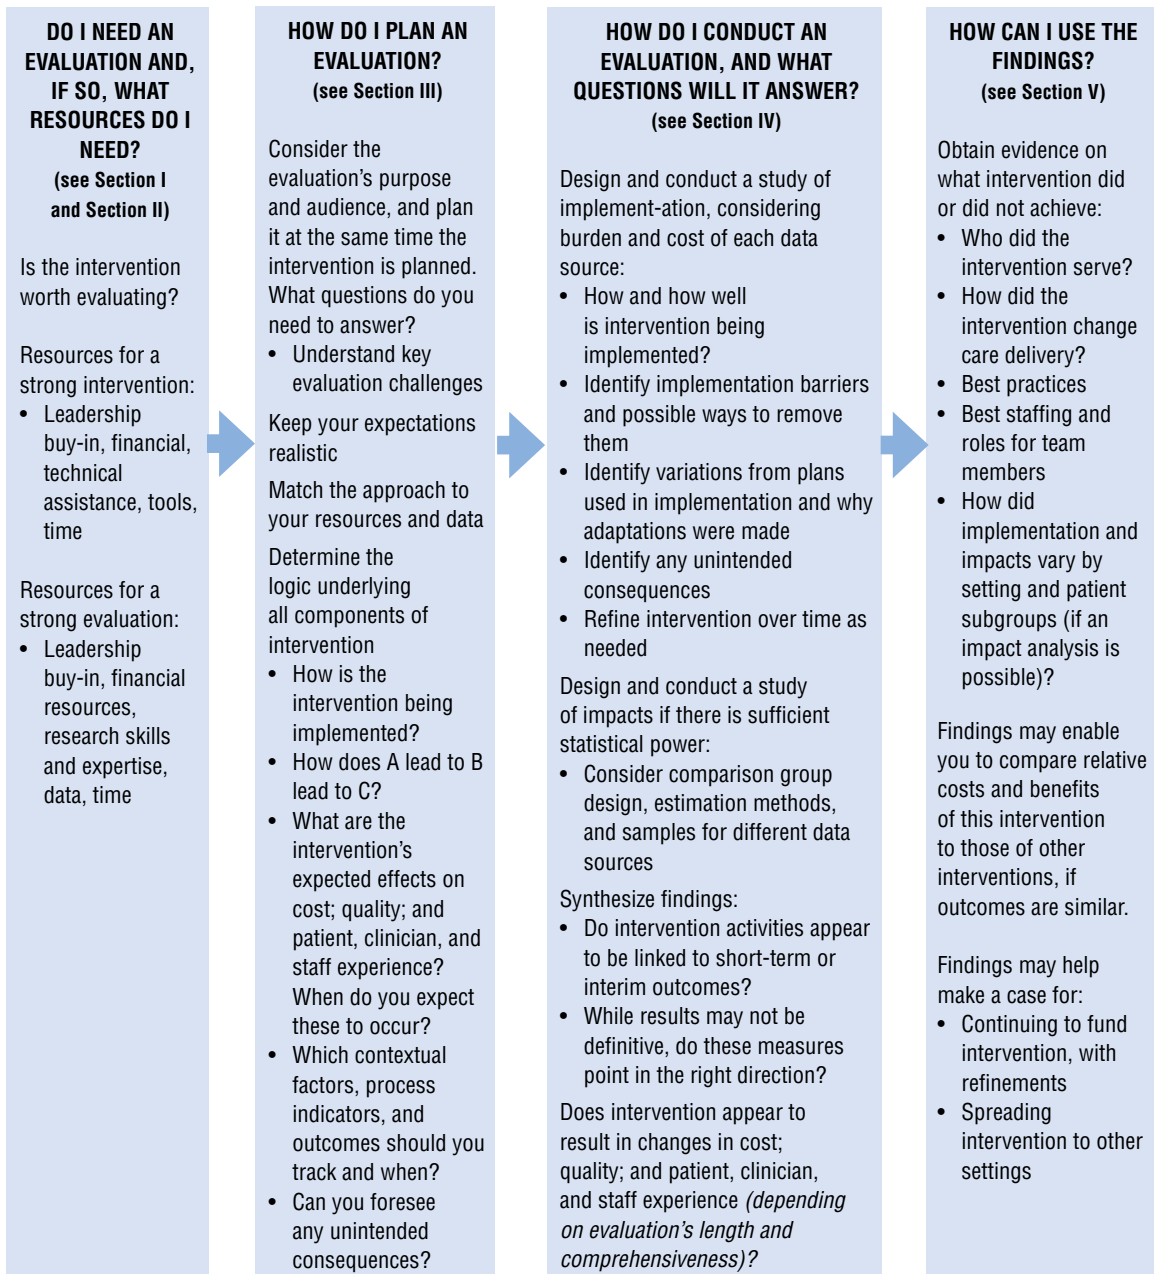 DO I NEED AN
EVALUATION AND,
IF SO, WHAT
RESOURCES DO I
NEED?
(see Section I
and Section II)
Is the intervention
worth evaluating?
Resources for a
strong intervention:
• Leadership
buy-in, financial,
technical
assistance, tools,
time
Resources for a
strong evaluation:
• Leadership
buy-in, financial
resources,
research skills
and expertise,
data, time
HOW DO I PLAN AN
EVALUATION?
(see Section III)
Consider the
evaluation’s purpose
and audience, and plan
it at the same time the
intervention is planned.
What questions do you
need to answer?
• Understand key
evaluation challenges
Keep your expectations
realistic
Match the approach to
your resources and data
Determine the
logic underlying
all components of
intervention
• How is the
intervention being
implemented?
• How does A lead to B
lead to C?
• What are the
intervention’s
expected effects on
cost; quality; and
patient, clinician, and
staff experience?
When do you expect
these to occur?
• Which contextual
factors, process
indicators, and
outcomes should you
track and when?
• Can you foresee
any unintended
consequences?
HOW DO I CONDUCT AN
EVALUATION, AND WHAT
QUESTIONS WILL IT ANSWER?
(see Section IV)
Design and conduct a study of
implement-ation, considering
burden and cost of each data
source:
• How and how well
is intervention being
implemented?
• Identify implementation barriers
and possible ways to remove
them
• Identify variations from plans
used in implementation and why
adaptations were made
• Identify any unintended
consequences
• Refine intervention over time as
needed
Design and conduct a study
of impacts if there is sufficient
statistical power:
• Consider comparison group
design, estimation methods,
and samples for different data
sources
Synthesize findings:
• Do intervention activities appear
to be linked to short-term or
interim outcomes?
• While results may not be
definitive, do these measures
point in the right direction?
Does intervention appear to
result in changes in cost;
quality; and patient, clinician,
and staff experience (depending
on evaluation’s length and
comprehensiveness)?
HOW CAN I USE THE
FINDINGS?
(see Section V)
Obtain evidence on
what intervention did
or did not achieve:
• Who did the
intervention serve?
• How did the
intervention change
care delivery?
• Best practices
• Best staffing and
roles for team
members
• How did
implementation and
impacts vary by
setting and patient
subgroups (if an
impact analysis is
possible)?
Findings may enable
you to compare relative
costs and benefits
of this intervention
to those of other
interventions, if
outcomes are similar.
Findings may help
make a case for:
• Continuing to fund
intervention, with
refinements
• Spreading
intervention to other
settings